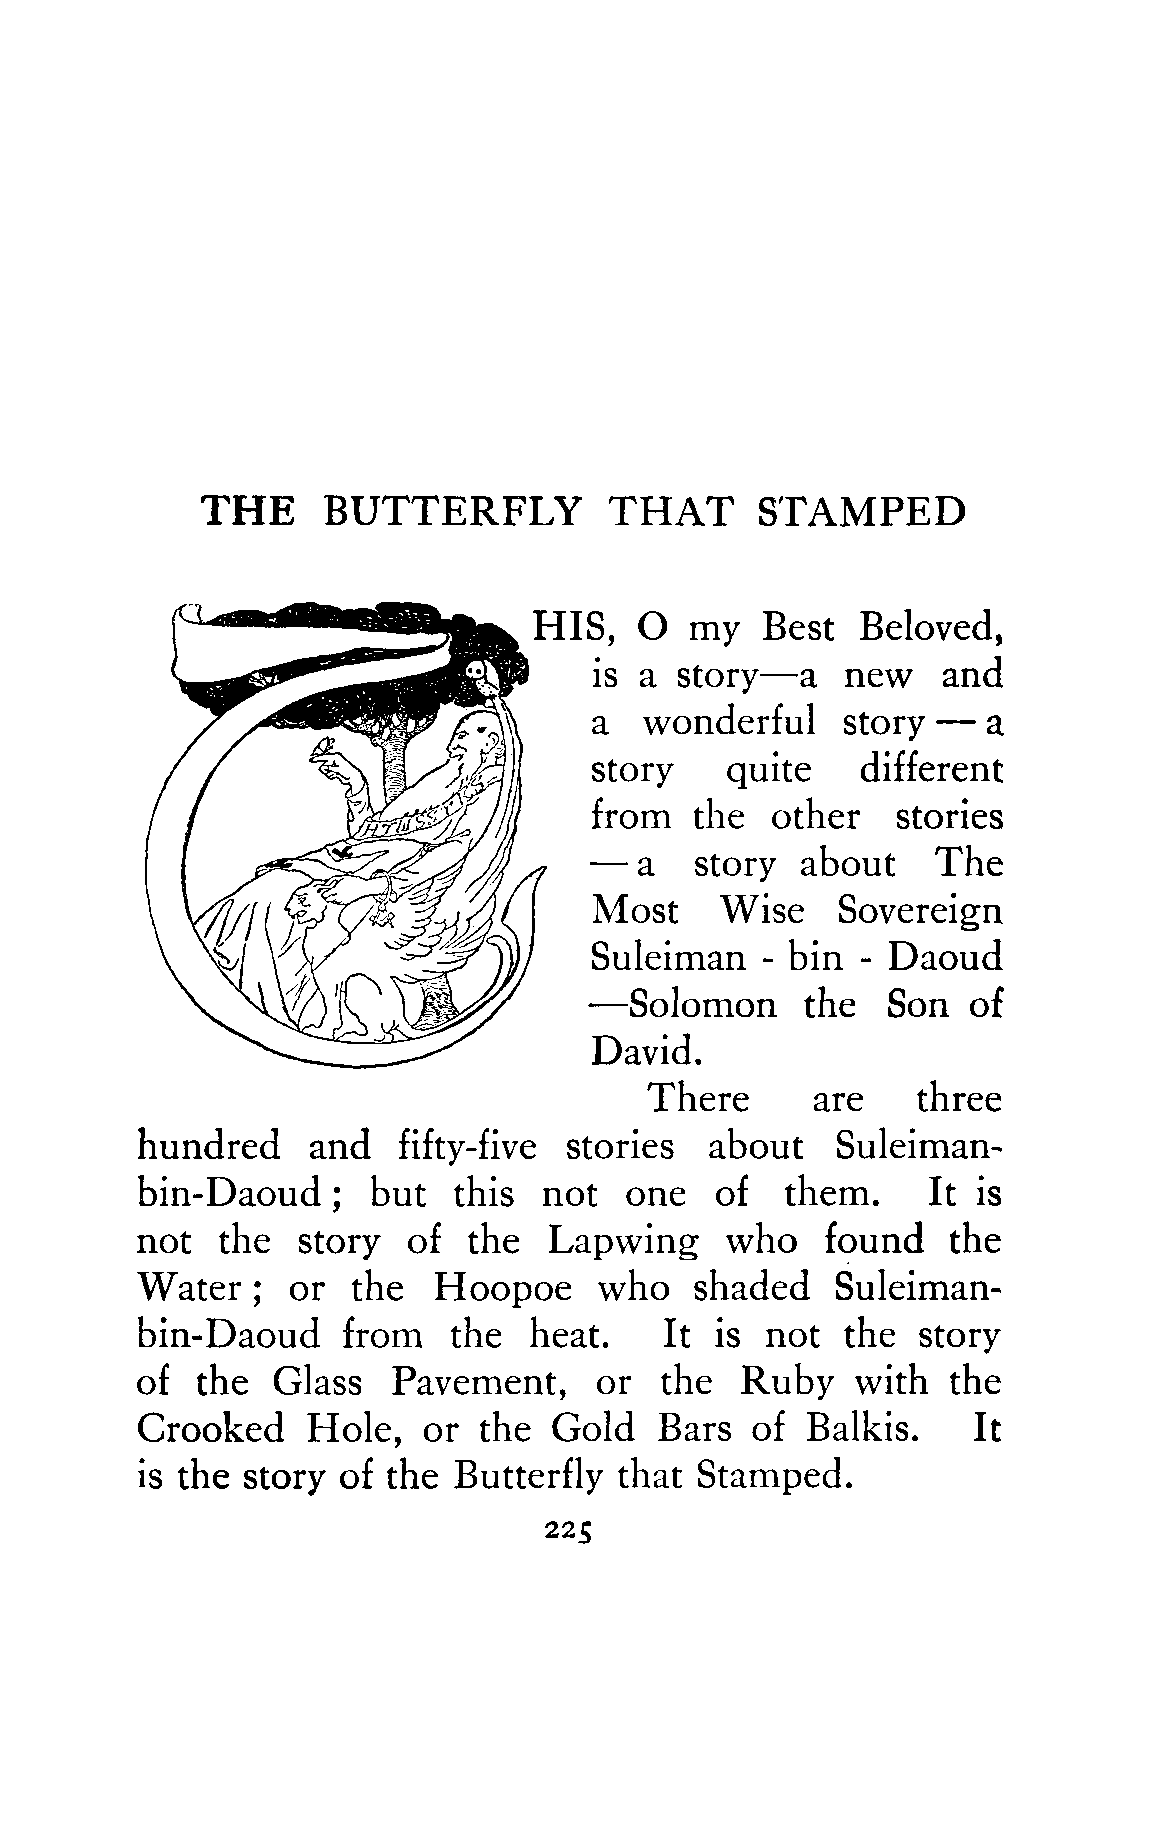 THE BUTTERFLY THAT STAMPED
THIS, O my Best Beloved,
is a story—a new and
a wonderful story — a
story quite different
from the other stories
— a story about The
Most Wise Sovereign
Suleiman - bin - Daoud
—Solomon the Son of
David.
There are three
hundred and fifty-five stories about Suleiman-
bin-Daoud ; but this not one of them. It is
not the story of the Lapwing who found the
Water ; or the Hoopoe who shaded Suleiman-
bin-Daoud from the heat. It is not the story
of the Glass Pavement, or the Ruby with the
Crooked Hole, or the Gold Bars of Balkis. It
is the story of the Butterfly that Stamped.
225